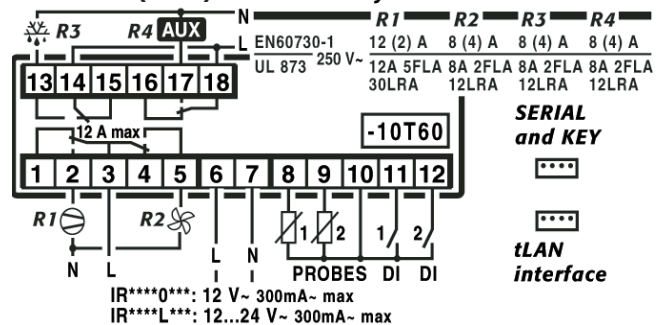 N R1 R2 R3 R4
R3 R4 AUX
L EN60730-1 250 V~ 12 (2) A 8 (4) A 8 (4) A 8 (4) A
UL 873 12A 5FLA 8A 2FLA 8A 2FLA 8A 2FLA
30LRA 12LRA 12LRA 12LRA
13 14 15 16 17 18
SERIAL
and KEY
12 A max
-10T60
1 2 3 4 5 6 7 8 9 10 11 12
R1 R2 1 2 1 2
L N
N L PROBES DI DI
tLAN
interface
IR****0***: 12 V~ 300mA~ max
IR****L***: 12...24 V~ 300mA~ max